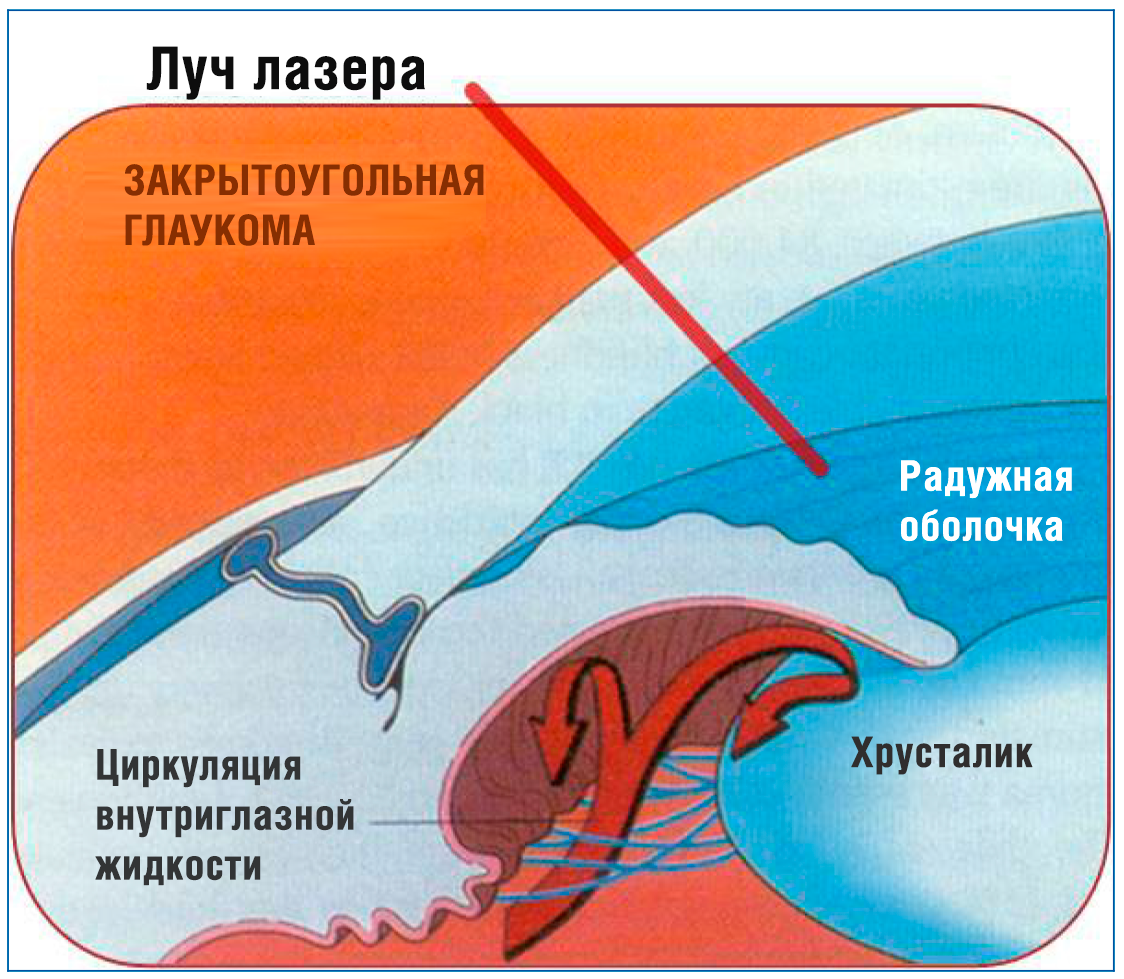 Луч лазера
ЗАКРЫТОУГОЛЬНАЯ
ГЛАУКОМА
Радужная
оболочка
Хрусталик
Циркуляция
внутриглазной
жидкости